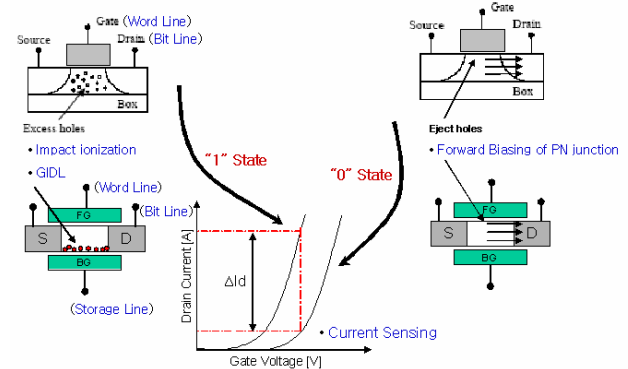 Gate (Word Line)
Source
Drain (Bit Line)
Box
Excess holes
• Impact ionization
• GIDL
(Word Line)
(Bit Line)
FG
S
D
BG
(Storage Line)
"1" State
"0" State
Drain Current [A]
ΔId
Gate Voltage [V]
• Current Sensing
Gate
Source
Drain
Box
Eject holes
• Forward Biasing of PN junction
FG
S
D
BG